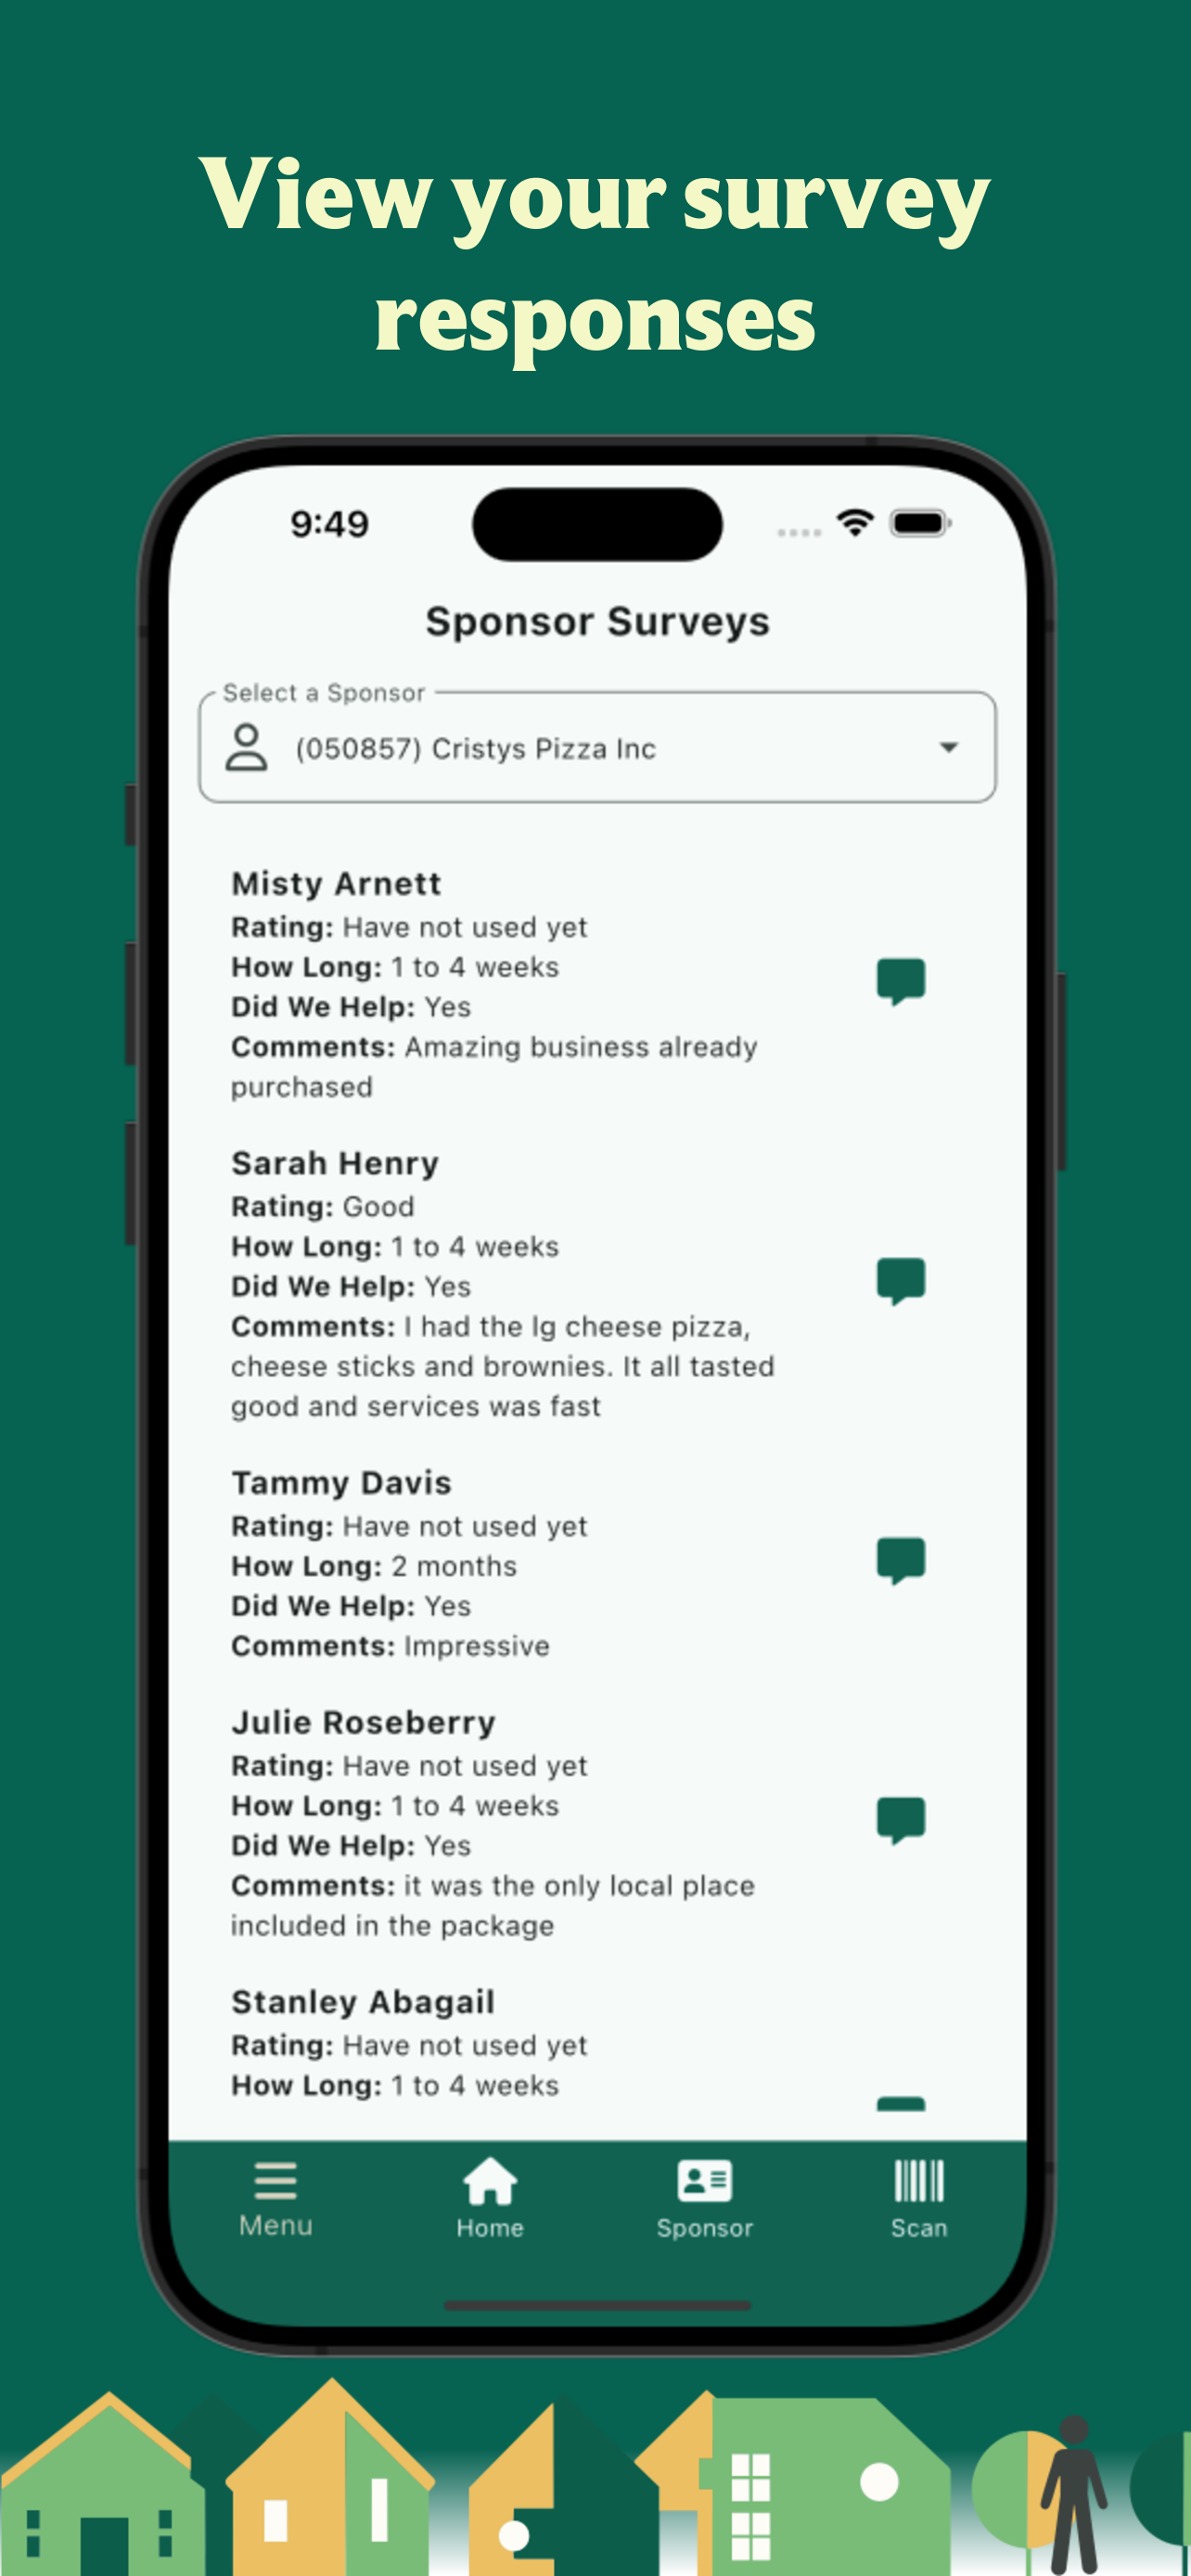 View your survey
responses
9:49
Sponsor Surveys
Select a Sponsor
(050857) Cristys Pizza Inc
Misty Arnett
Rating: Have not used yet
How Long: 1 to 4 weeks
Did We Help: Yes
Comments: Amazing business already
purchased
Sarah Henry
Rating: Good
How Long: 1 to 4 weeks
Did We Help: Yes
Comments: I had the lg cheese pizza,
cheese sticks and brownies. It all tasted
good and services was fast
Tammy Davis
Rating: Have not used yet
How Long: 2 months
Did We Help: Yes
Comments: Impressive
Julie Roseberry
Rating: Have not used yet
How Long: 1 to 4 weeks
Did We Help: Yes
Comments: it was the only local place
included in the package
Stanley Abagail
Rating: Have not used yet
How Long: 1 to 4 weeks
Menu
Home
Sponsor
Scan